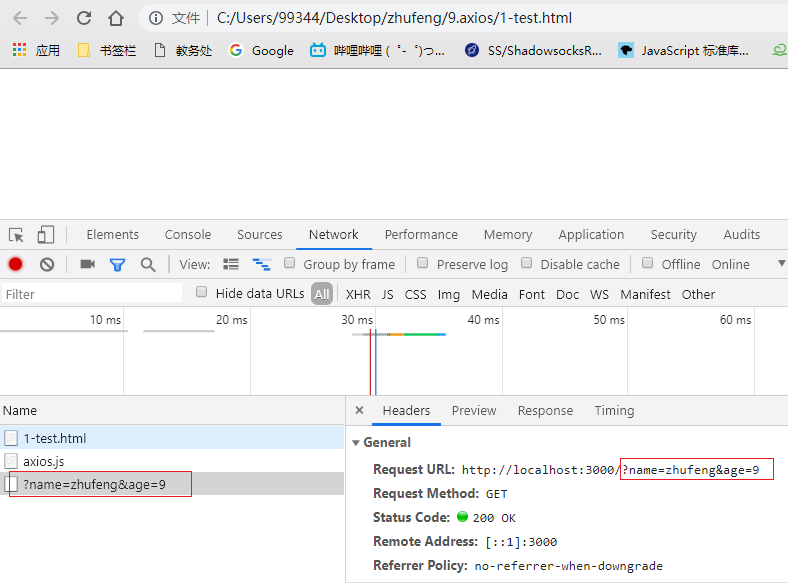 文件 C:/Users/99344/Desktop/zhufeng/9.axios/1-test.html
应用 书签栏 教务处 Google 哔哩哔哩 ( ゜- ゜)つ... SS/ShadowsocksR... JavaScript 标准库...
Elements Console Sources Network Performance Memory Application Security Audits
View: Group by frame Preserve log Disable cache Offline Online
Filter Hide data URLs All XHR JS CSS Img Media Font Doc WS Manifest Other
10 ms 20 ms 30 ms 40 ms 50 ms 60 ms
Name
1-test.html
axios.js
?name=zhufeng&age=9
× Headers Preview Response Timing
General
Request URL: http://localhost:3000/?name=zhufeng&age=9
Request Method: GET
Status Code: 200 OK
Remote Address: [::1]:3000
Referrer Policy: no-referrer-when-downgrade